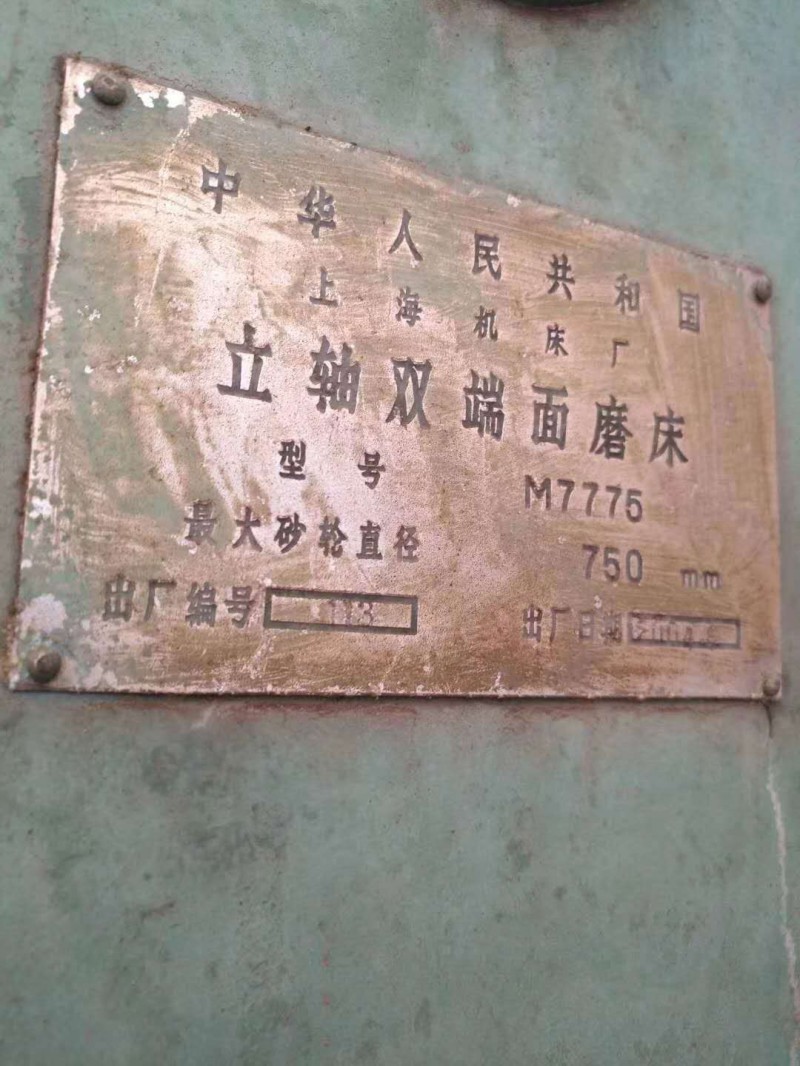 中华人民共和国
上海机床厂
立轴双端面磨床
型号 M7775
最大砂轮直径 750 mm
出厂编号 113
出厂日期